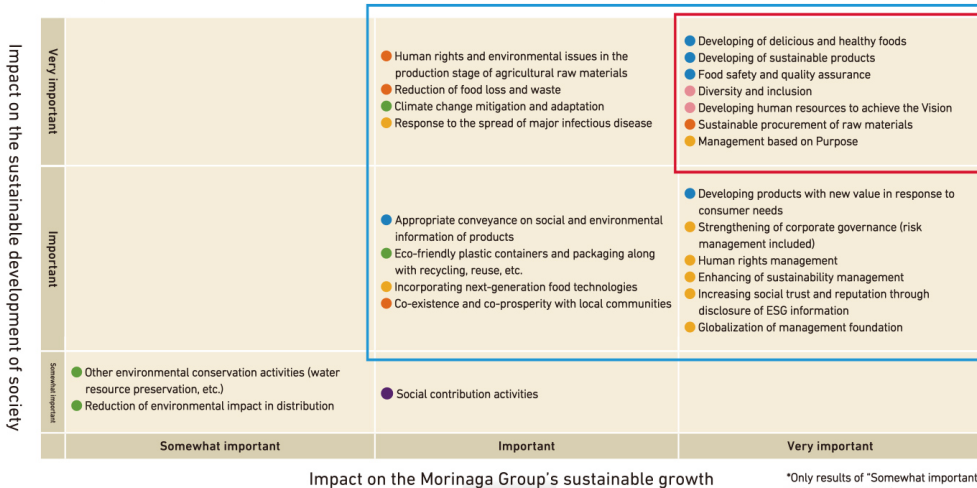 Impact on the sustainable development of society
Very important
Human rights and environmental issues in the
production stage of agricultural raw materials
Reduction of food loss and waste
Climate change mitigation and adaptation
Response to the spread of major infectious disease
Developing of delicious and healthy foods
Developing of sustainable products
Food safety and quality assurance
Diversity and inclusion
Developing human resources to achieve the Vision
Sustainable procurement of raw materials
Management based on Purpose
Important
Appropriate conveyance on social and environmental
information of products
Eco-friendly plastic containers and packaging along
with recycling, reuse, etc.
Incorporating next-generation food technologies
Co-existence and co-prosperity with local communities
Developing products with new value in response to
consumer needs
Strengthening of corporate governance (risk
management included)
Human rights management
Enhancing of sustainability management
Increasing social trust and reputation through
disclosure of ESG information
Globalization of management foundation
Somewhat important
Other environmental conservation activities (water
resource preservation, etc.)
Reduction of environmental impact in distribution
Social contribution activities
Somewhat important
Important
Very important
Impact on the Morinaga Group's sustainable growth
*Only results of "Somewhat important